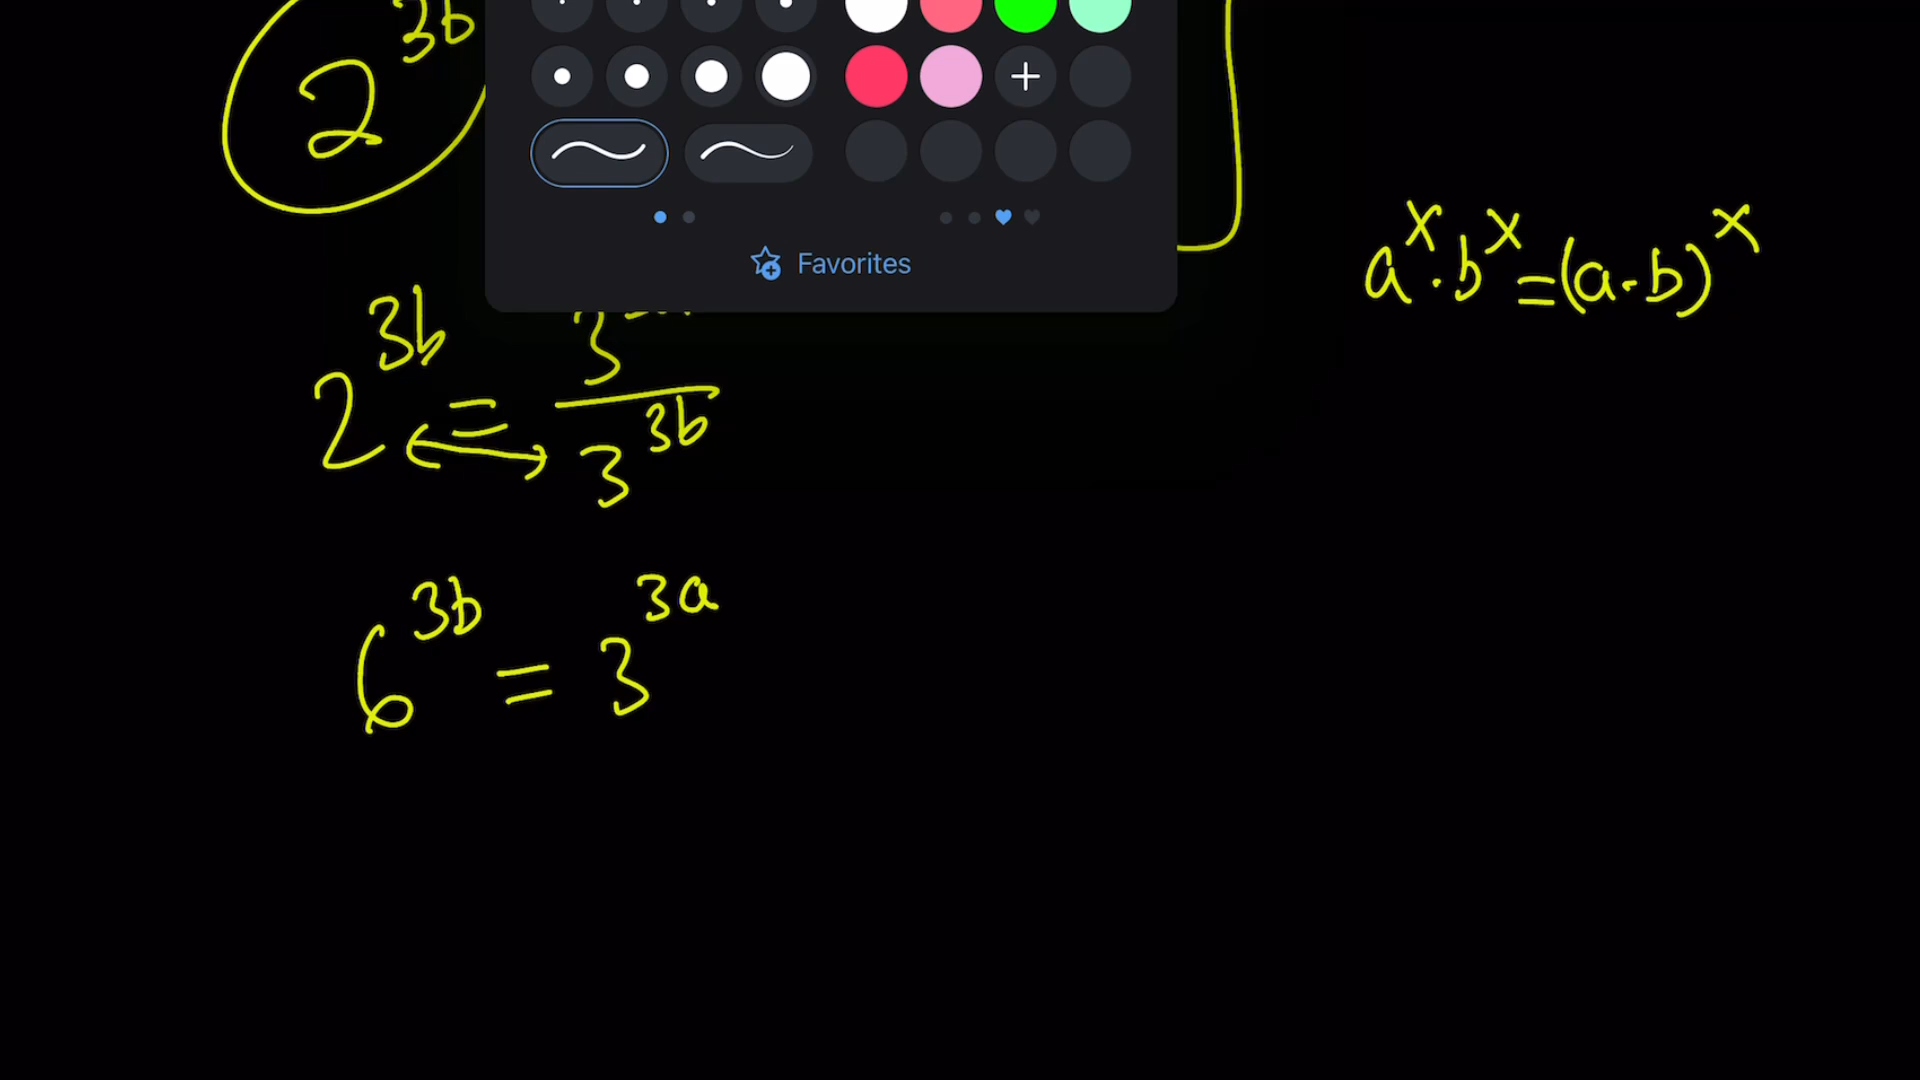 2^{3b}
Favorites
a^x · b^x = (a·b)^x
2^{3b} = 3 / 3^{3b}
6^{3b} = 3^{3a}